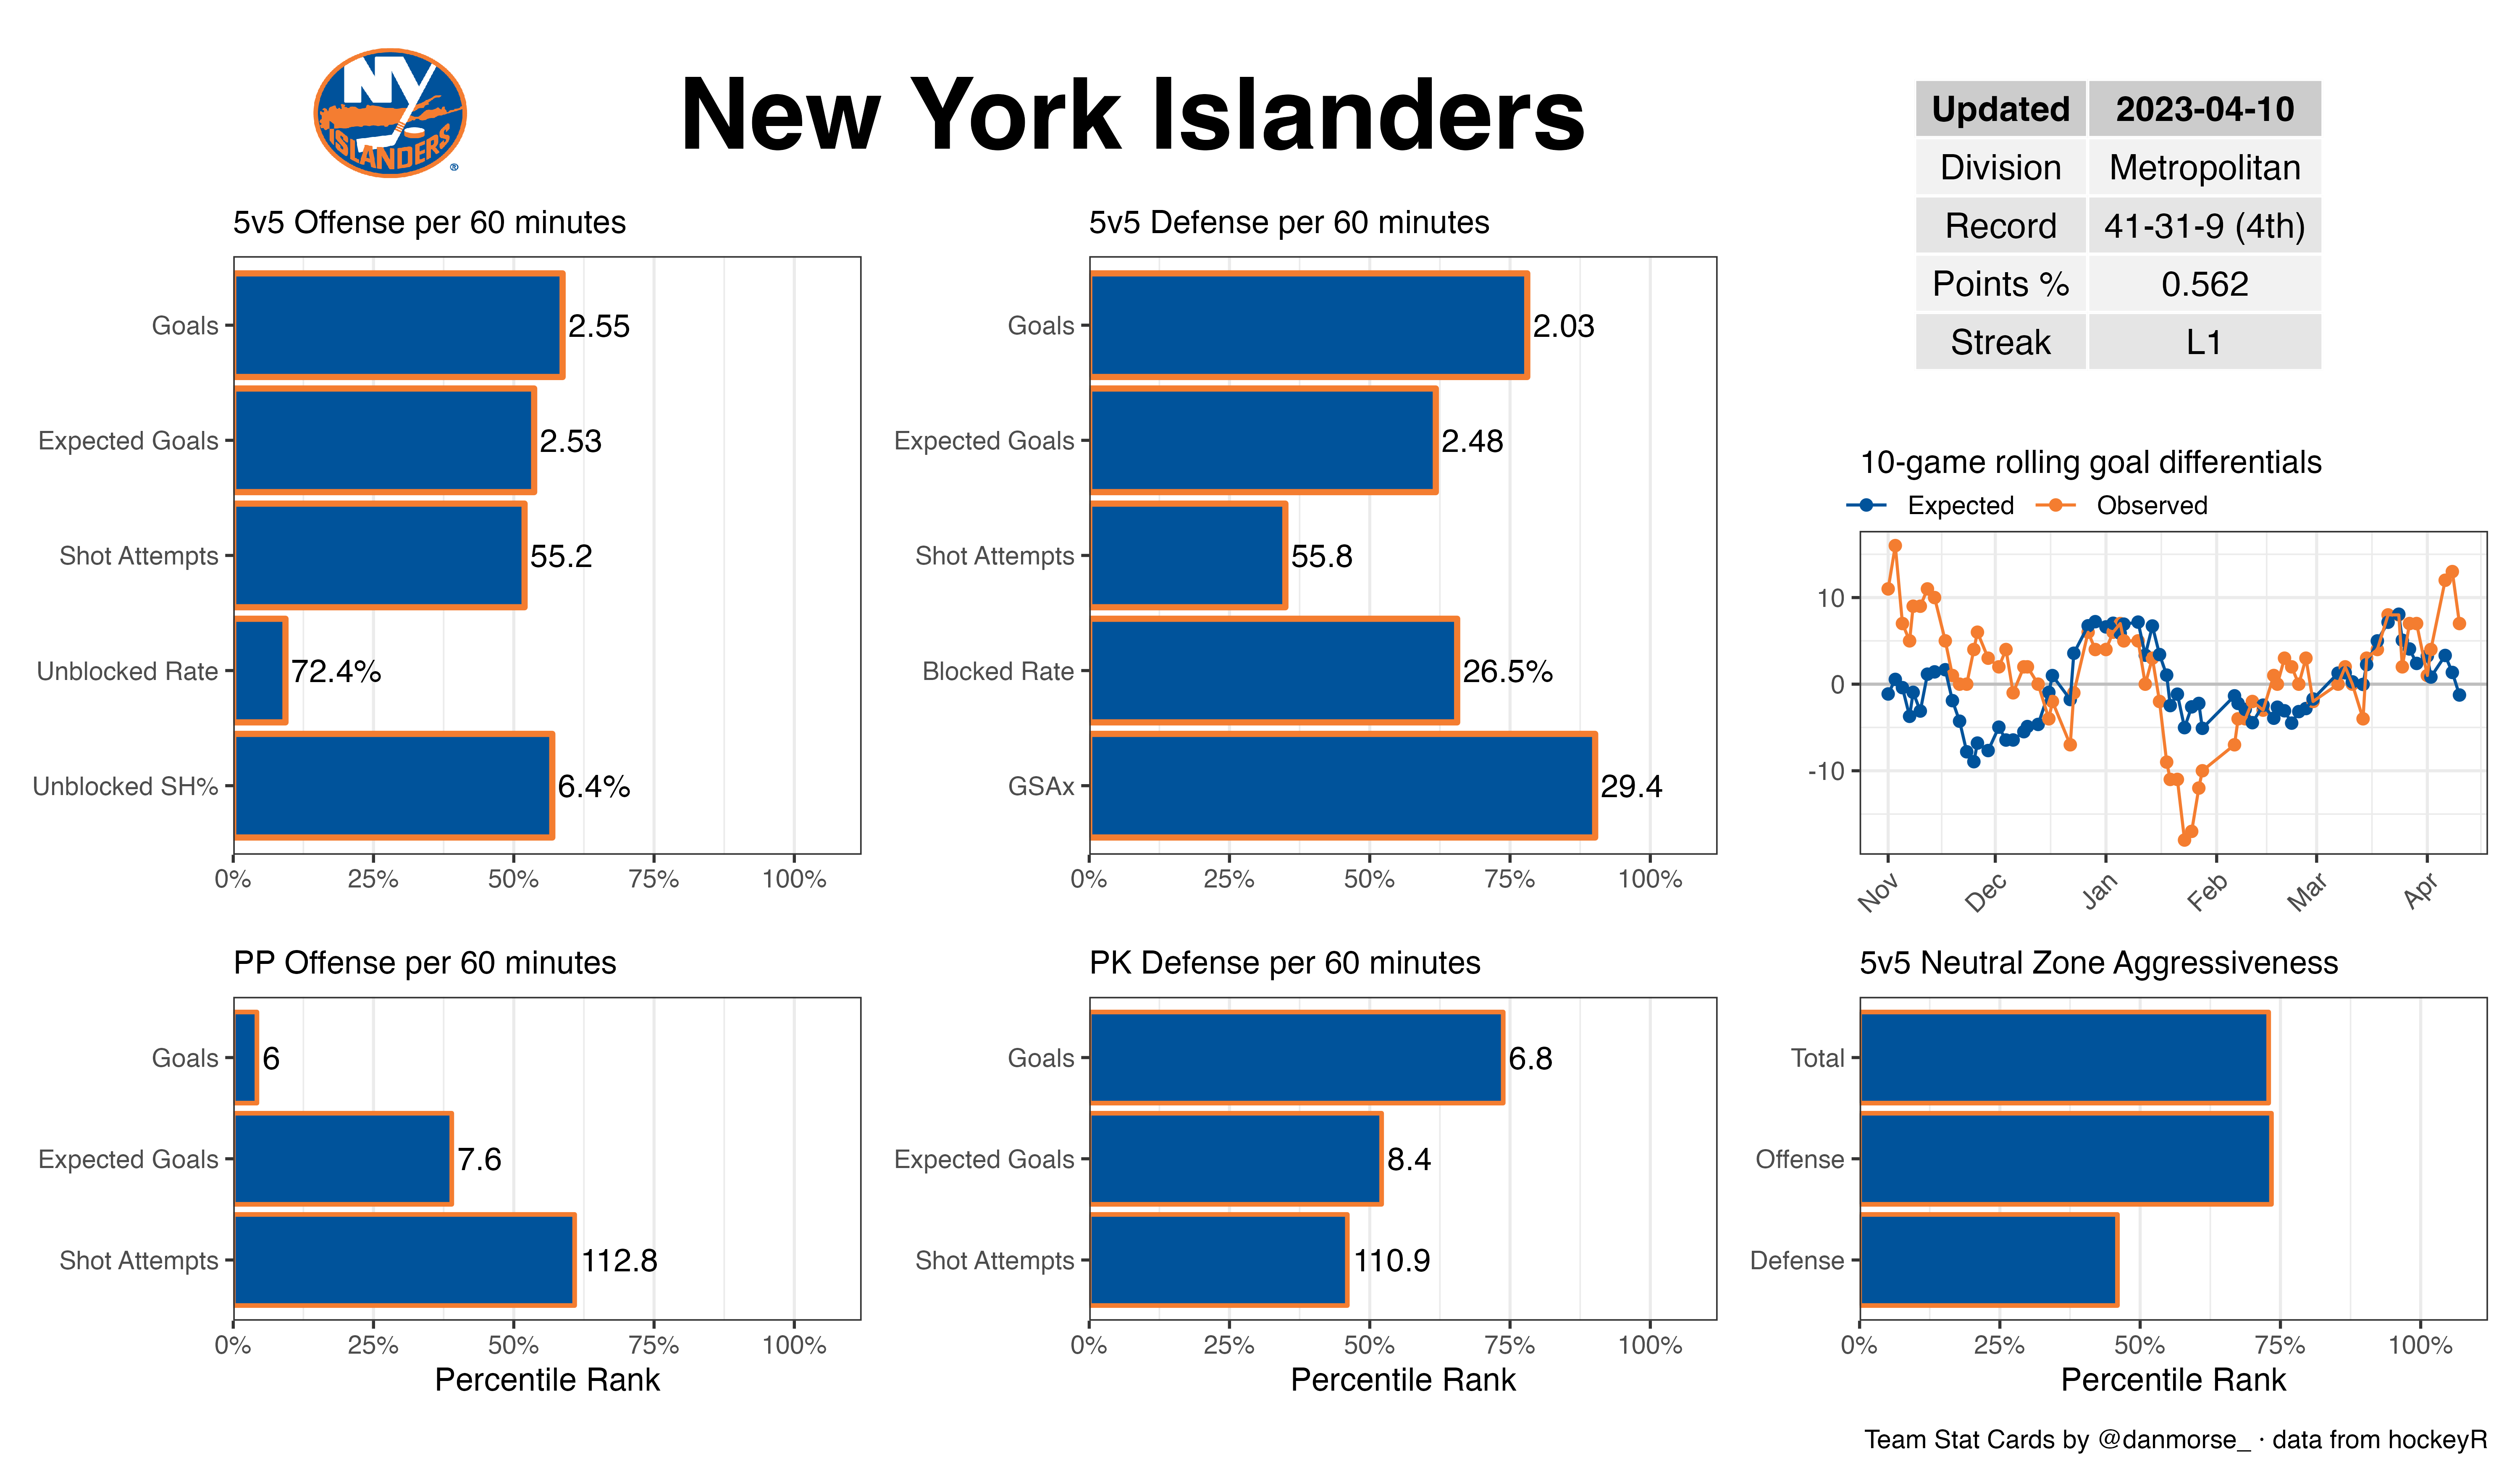 NY
ISLANDERS
®
New York Islanders
Updated 2023-04-10
Division Metropolitan
Record 41-31-9 (4th)
Points % 0.562
Streak L1
5v5 Offense per 60 minutes
Goals 2.55
Expected Goals 2.53
Shot Attempts 55.2
Unblocked Rate 72.4%
Unblocked SH% 6.4%
0% 25% 50% 75% 100%
5v5 Defense per 60 minutes
Goals 2.03
Expected Goals 2.48
Shot Attempts 55.8
Blocked Rate 26.5%
GSAx 29.4
0% 25% 50% 75% 100%
10-game rolling goal differentials
Expected Observed
10
0
-10
Nov Dec Jan Feb Mar Apr
PP Offense per 60 minutes
Goals 6
Expected Goals 7.6
Shot Attempts 112.8
0% 25% 50% 75% 100%
Percentile Rank
PK Defense per 60 minutes
Goals 6.8
Expected Goals 8.4
Shot Attempts 110.9
0% 25% 50% 75% 100%
Percentile Rank
5v5 Neutral Zone Aggressiveness
Total
Offense
Defense
0% 25% 50% 75% 100%
Percentile Rank
Team Stat Cards by @danmorse_ · data from hockeyR